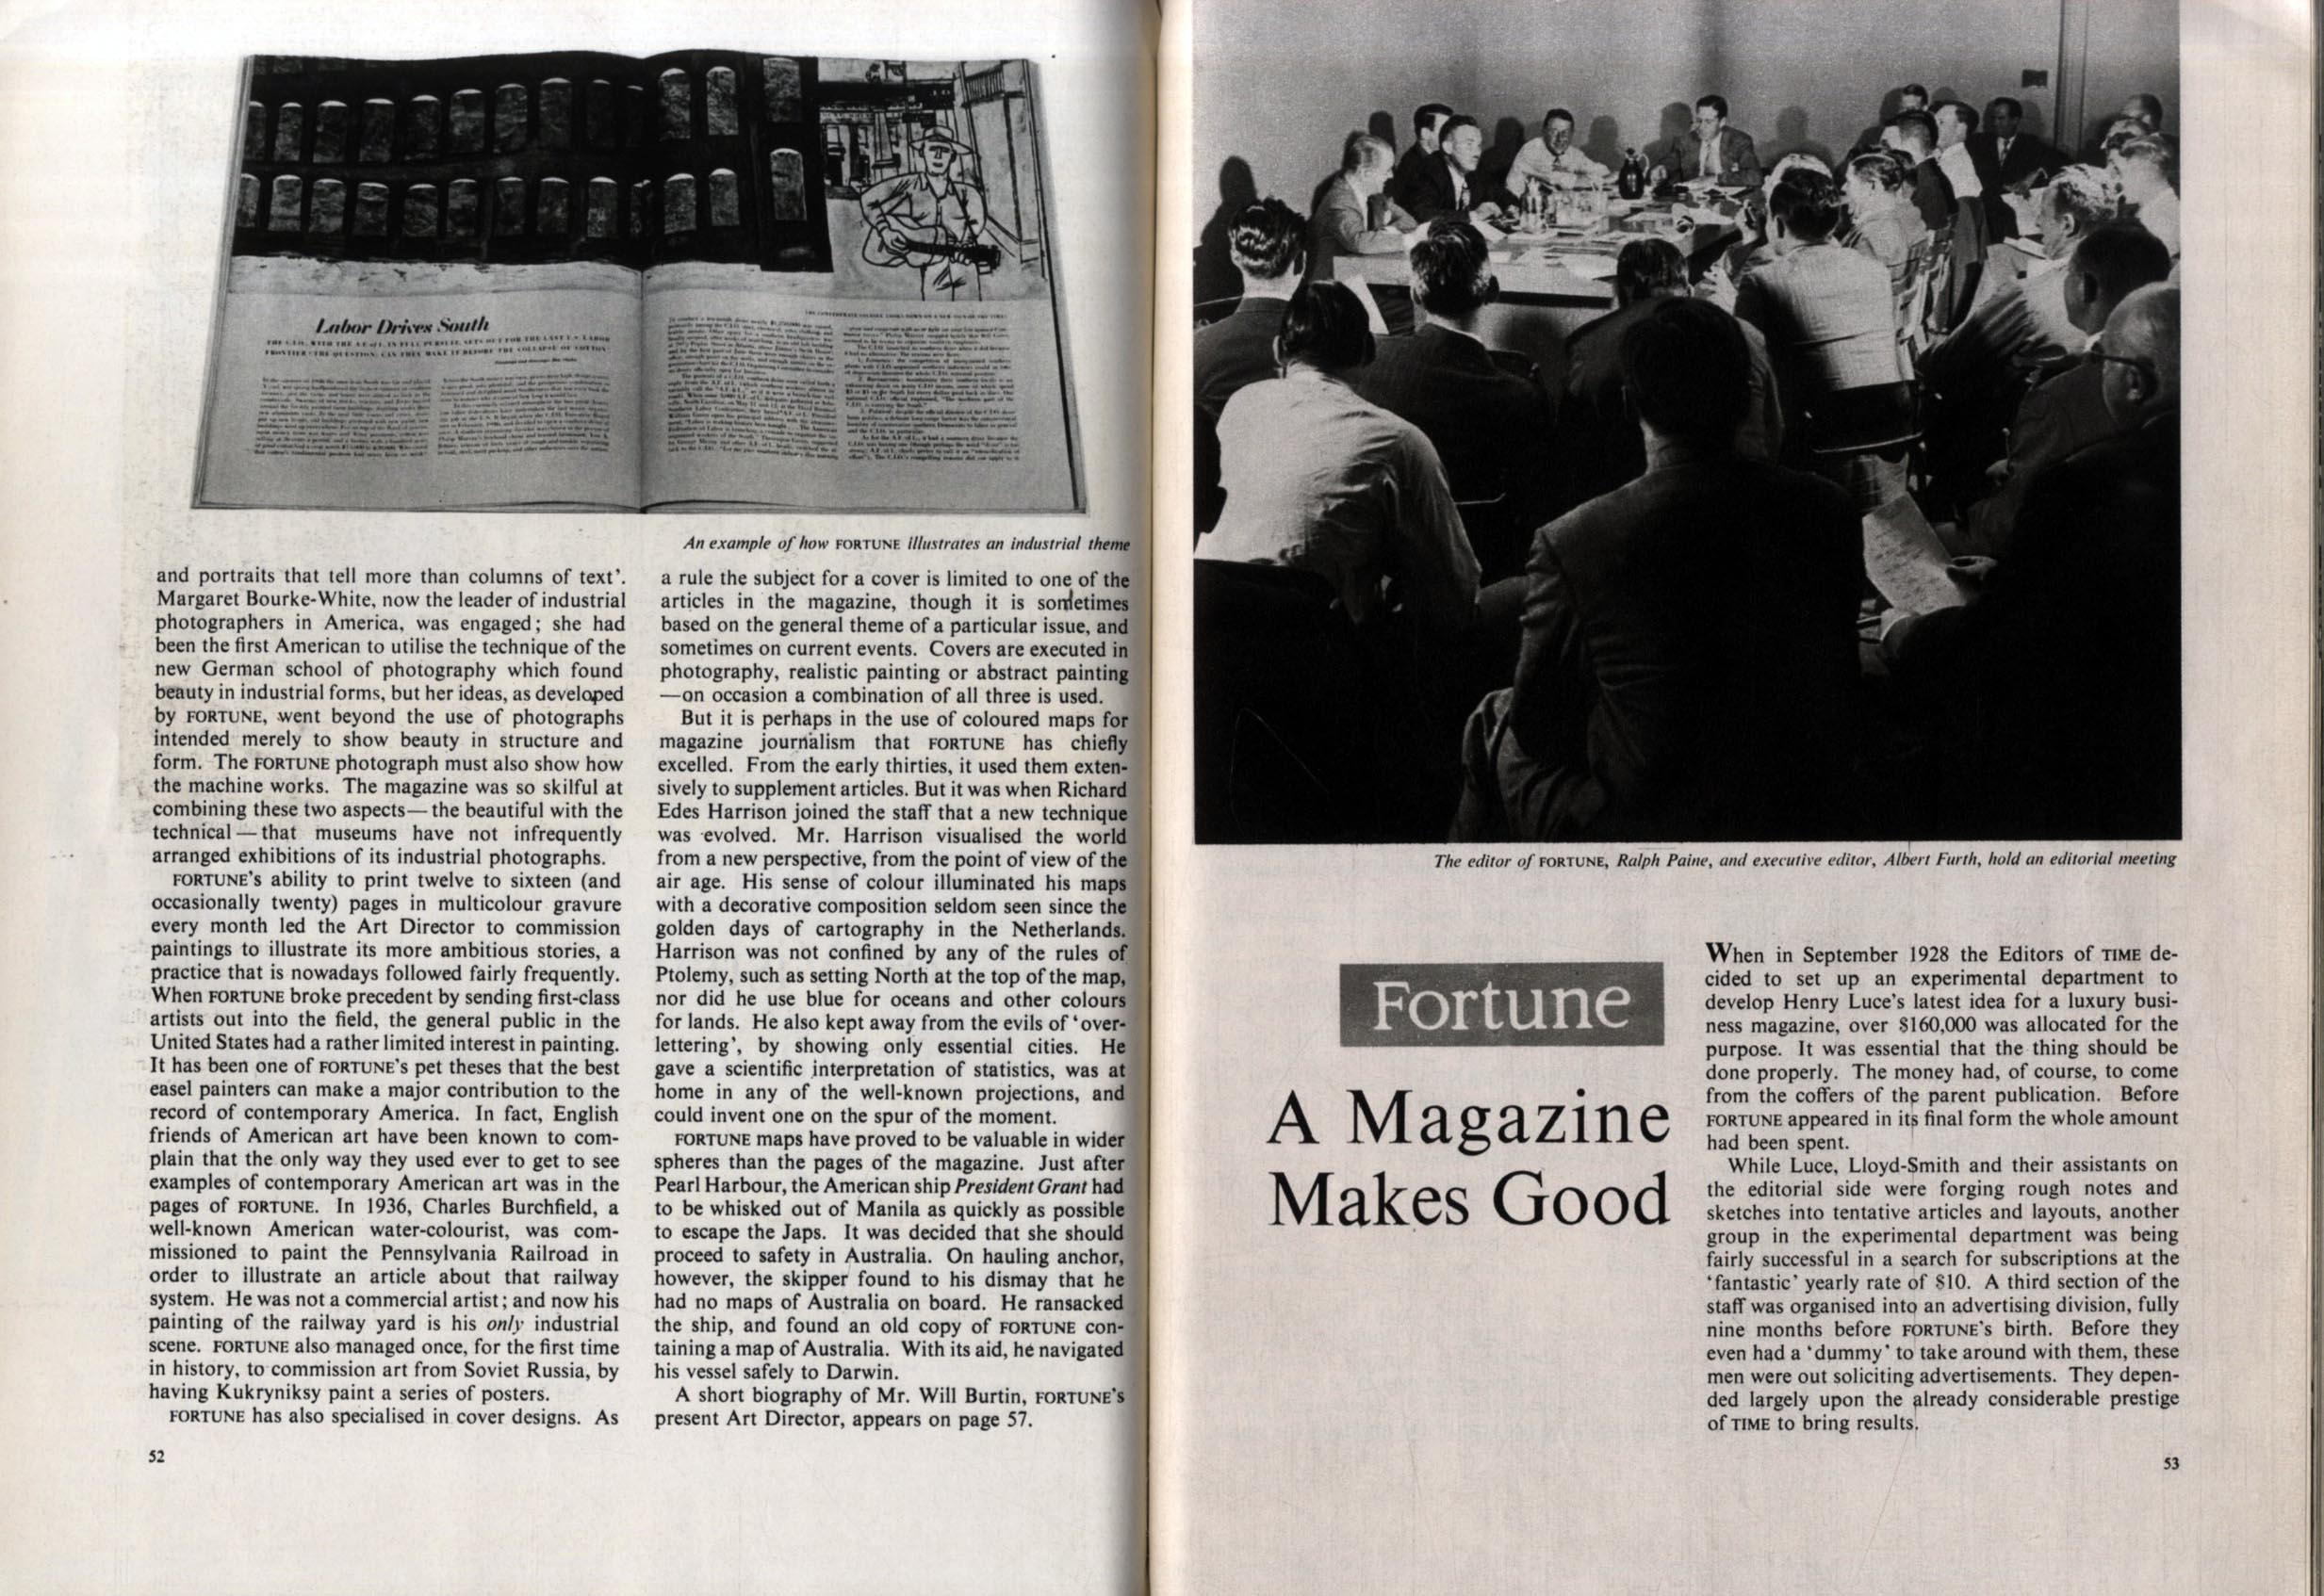 Labor Drives South
THE C.I.O., WITH THE A.F. of L. IN FULL PURSUIT, SETS OUT FOR THE LAST U.S. LABOR
FRONTIER. THE QUESTION: CAN THEY MAKE IT BEFORE THE COLLAPSE OF COTTON?
An example of how FORTUNE illustrates an industrial theme
and portraits that tell more than columns of text’.
Margaret Bourke-White, now the leader of industrial
photographers in America, was engaged; she had
been the first American to utilise the technique of the
new German school of photography which found
beauty in industrial forms, but her ideas, as developed
by FORTUNE, went beyond the use of photographs
intended merely to show beauty in structure and
form. The FORTUNE photograph must also show how
the machine works. The magazine was so skilful at
combining these two aspects—the beautiful with the
technical—that museums have not infrequently
arranged exhibitions of its industrial photographs.
FORTUNE’s ability to print twelve to sixteen (and
occasionally twenty) pages in multicolour gravure
every month led the Art Director to commission
paintings to illustrate its more ambitious stories, a
practice that is nowadays followed fairly frequently.
When FORTUNE broke precedent by sending first-class
artists out into the field, the general public in the
United States had a rather limited interest in painting.
It has been one of FORTUNE’s pet theses that the best
easel painters can make a major contribution to the
record of contemporary America. In fact, English
friends of American art have been known to com-
plain that the only way they used ever to get to see
examples of contemporary American art was in the
pages of FORTUNE. In 1936, Charles Burchfield, a
well-known American water-colourist, was com-
missioned to paint the Pennsylvania Railroad in
order to illustrate an article about that railway
system. He was not a commercial artist; and now his
painting of the railway yard is his only industrial
scene. FORTUNE also managed once, for the first time
in history, to commission art from Soviet Russia, by
having Kukryniksy paint a series of posters.
FORTUNE has also specialised in cover designs. As
52
a rule the subject for a cover is limited to one of the
articles in the magazine, though it is sometimes
based on the general theme of a particular issue, and
sometimes on current events. Covers are executed in
photography, realistic painting or abstract painting
—on occasion a combination of all three is used.
But it is perhaps in the use of coloured maps for
magazine journalism that FORTUNE has chiefly
excelled. From the early thirties, it used them exten-
sively to supplement articles. But it was when Richard
Edes Harrison joined the staff that a new technique
was evolved. Mr. Harrison visualised the world
from a new perspective, from the point of view of the
air age. His sense of colour illuminated his maps
with a decorative composition seldom seen since the
golden days of cartography in the Netherlands.
Harrison was not confined by any of the rules of
Ptolemy, such as setting North at the top of the map,
nor did he use blue for oceans and other colours
for lands. He also kept away from the evils of ‘over-
lettering’, by showing only essential cities. He
gave a scientific interpretation of statistics, was at
home in any of the well-known projections, and
could invent one on the spur of the moment.
FORTUNE maps have proved to be valuable in wider
spheres than the pages of the magazine. Just after
Pearl Harbour, the American ship President Grant had
to be whisked out of Manila as quickly as possible
to escape the Japs. It was decided that she should
proceed to safety in Australia. On hauling anchor,
however, the skipper found to his dismay that he
had no maps of Australia on board. He ransacked
the ship, and found an old copy of FORTUNE con-
taining a map of Australia. With its aid, he navigated
his vessel safely to Darwin.
A short biography of Mr. Will Burtin, FORTUNE’s
present Art Director, appears on page 57.
The editor of FORTUNE, Ralph Paine, and executive editor, Albert Furth, hold an editorial meeting
Fortune
A Magazine
Makes Good
When in September 1928 the Editors of TIME de-
cided to set up an experimental department to
develop Henry Luce’s latest idea for a luxury busi-
ness magazine, over $160,000 was allocated for the
purpose. It was essential that the thing should be
done properly. The money had, of course, to come
from the coffers of the parent publication. Before
FORTUNE appeared in its final form the whole amount
had been spent.
While Luce, Lloyd-Smith and their assistants on
the editorial side were forging rough notes and
sketches into tentative articles and layouts, another
group in the experimental department was being
fairly successful in a search for subscriptions at the
‘fantastic’ yearly rate of $10. A third section of the
staff was organised into an advertising division, fully
nine months before FORTUNE’s birth. Before they
even had a ‘dummy’ to take around with them, these
men were out soliciting advertisements. They depen-
ded largely upon the already considerable prestige
of TIME to bring results.
53